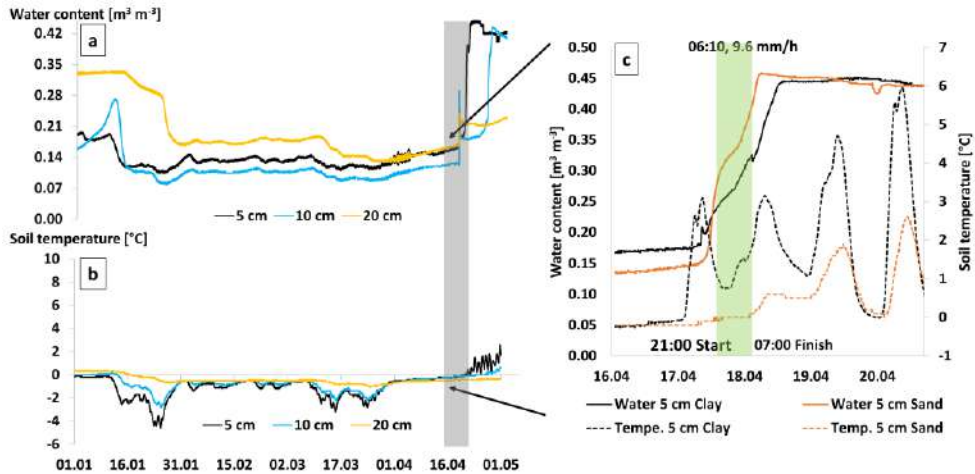 Water content [m³ m⁻³]
a
0.42
0.35
0.28
0.21
0.14
0.07
0.00
5 cm 10 cm 20 cm
Soil temperature [°C]
b
10
8
6
4
2
0
-2
-4
-6
01.01 16.01 31.01 15.02 02.03 17.03 01.04 16.04 01.05
06:10, 9.6 mm/h
c
Water content [m³ m⁻³]
0.50
0.45
0.40
0.35
0.30
0.25
0.20
0.15
0.10
0.05
0.00
7
6
5
4
3
2
1
0
-1
Soil temperature [°C]
21:00 Start 07:00 Finish
16.04 17.04 18.04 19.04 20.04
Water 5 cm Clay Water 5 cm Sand
Tempe. 5 cm Clay Temp. 5 cm Sand